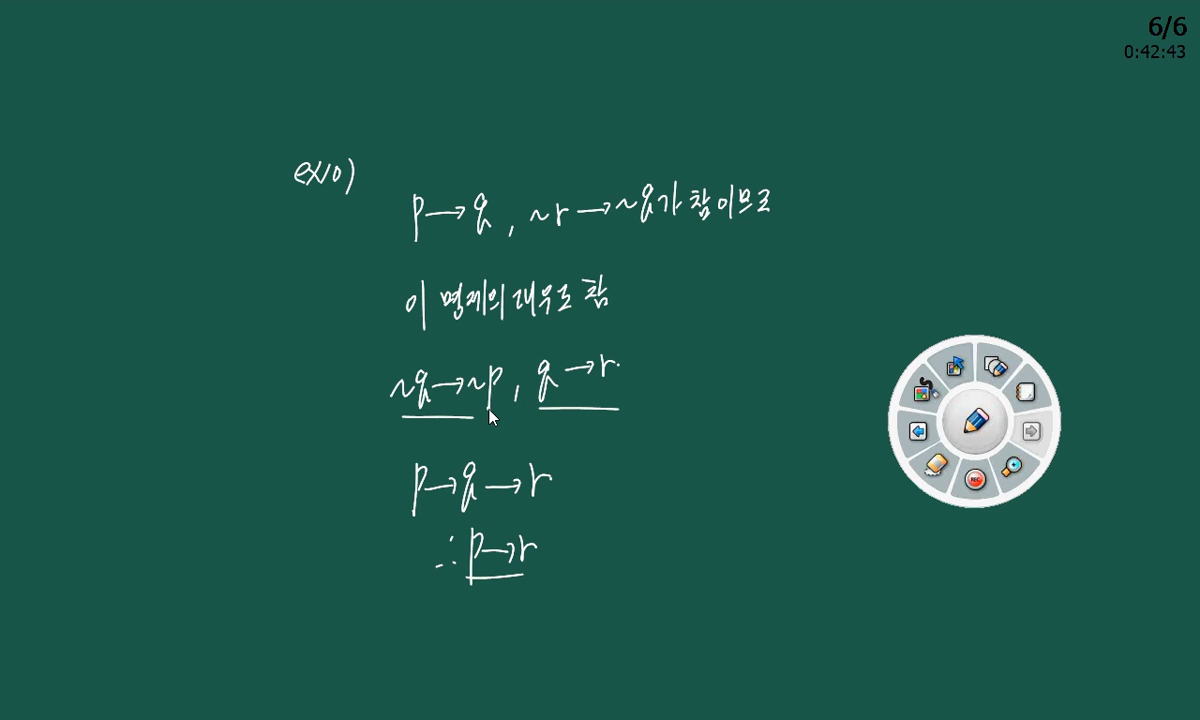 6/6
0:42:43
ex10)
p→q, ~r→~q가 참이므로
이 명제의 대우도 참
~q→~p, q→r.
p→q→r
∴p→r
REC